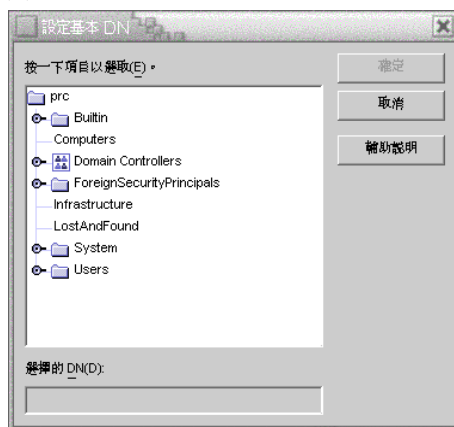 設定基本 DN
按一下項目以選取(E)。
確定
prc
取消
Builtin
Computers
輔助說明
Domain Controllers
ForeignSecurityPrincipals
Infrastructure
LostAndFound
System
Users
選擇的 DN(D):